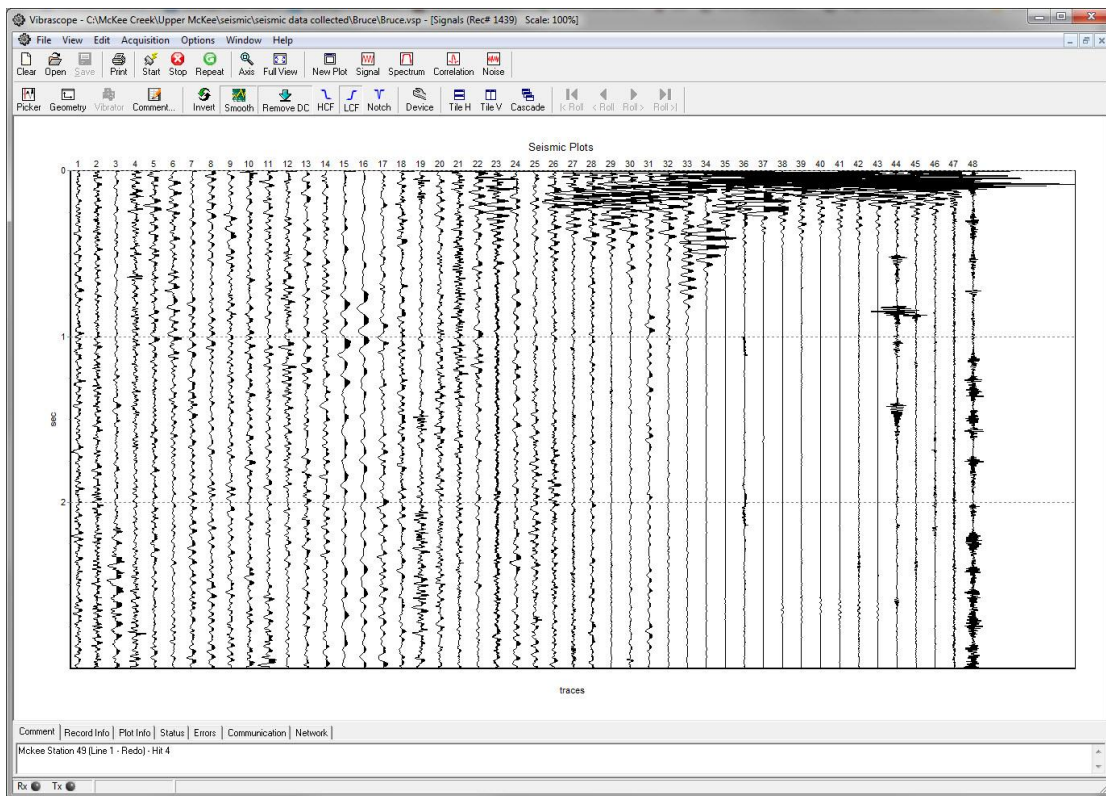 Vibrascope - C:\McKee Creek\Upper McKee\seismic\seismic data collected\Bruce\Bruce.vsp - [Signals (Rec# 1439) Scale: 100%]
File View Edit Acquisition Options Window Help
Clear Open Save Print Start Stop Repeat Axis Full View New Plot Signal Spectrum Correlation Noise
Picker Geometry Vibrator Comment... Invert Smooth Remove DC HCF LCF Notch Device Tile H Tile V Cascade |< Roll < Roll Roll > Roll >|
Seismic Plots
1 2 3 4 5 6 7 8 9 10 11 12 13 14 15 16 17 18 19 20 21 22 23 24 25 26 27 28 29 30 31 32 33 34 35 36 37 38 39 40 41 42 43 44 45 46 47 48
0
1
sec
2
traces
Comment Record Info Plot Info Status Errors Communication Network
Mckee Station 49 (Line 1 - Redo) - Hit 4
Rx Tx